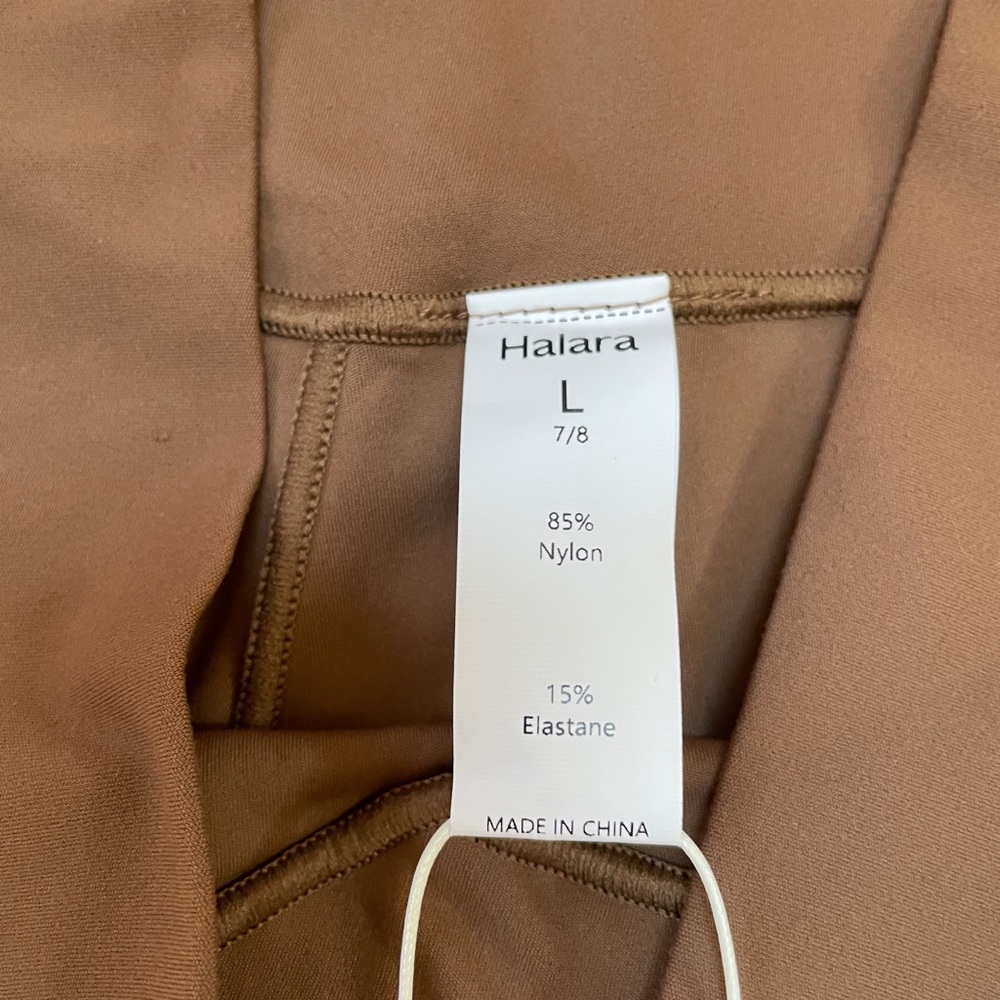 Halara
L
7/8
85%
Nylon
15%
Elastane
MADE IN CHINA